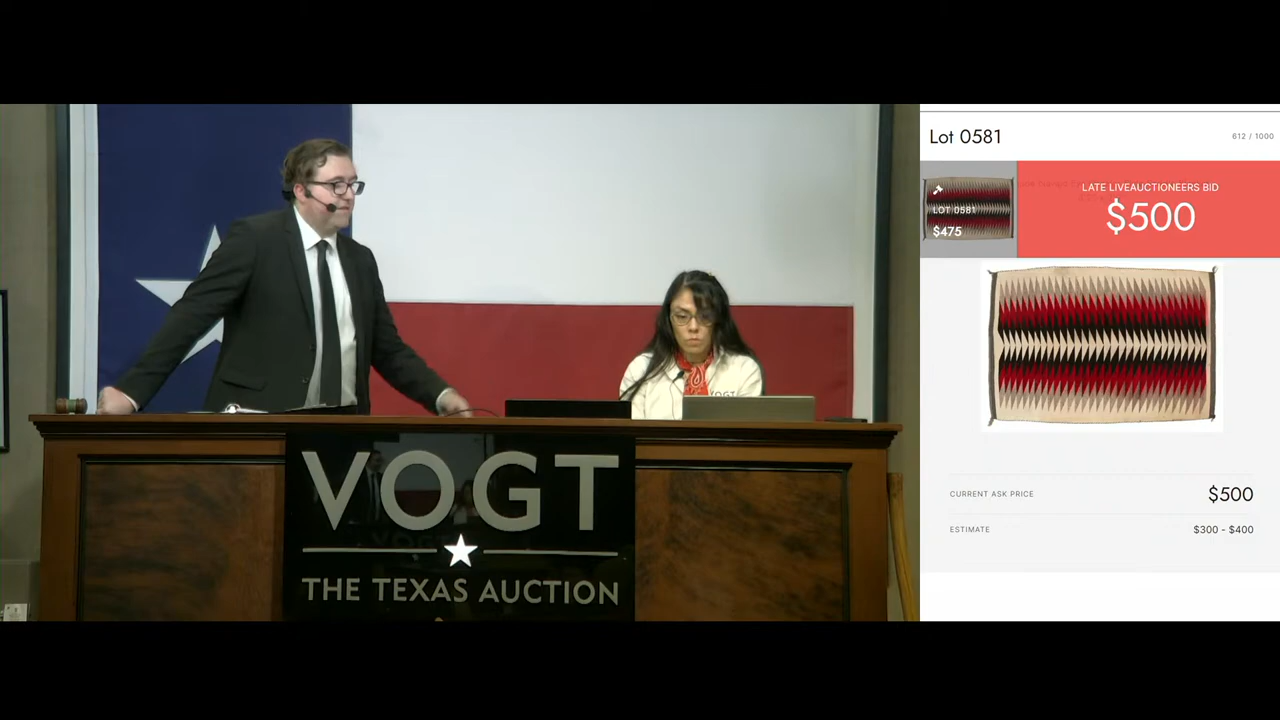 Lot 0581
612 / 1000
LOT 0581
$475
LATE LIVEAUCTIONEERS BID
$500
CURRENT ASK PRICE
$500
ESTIMATE
$300 - $400
VOGT
VOGT
THE TEXAS AUCTION